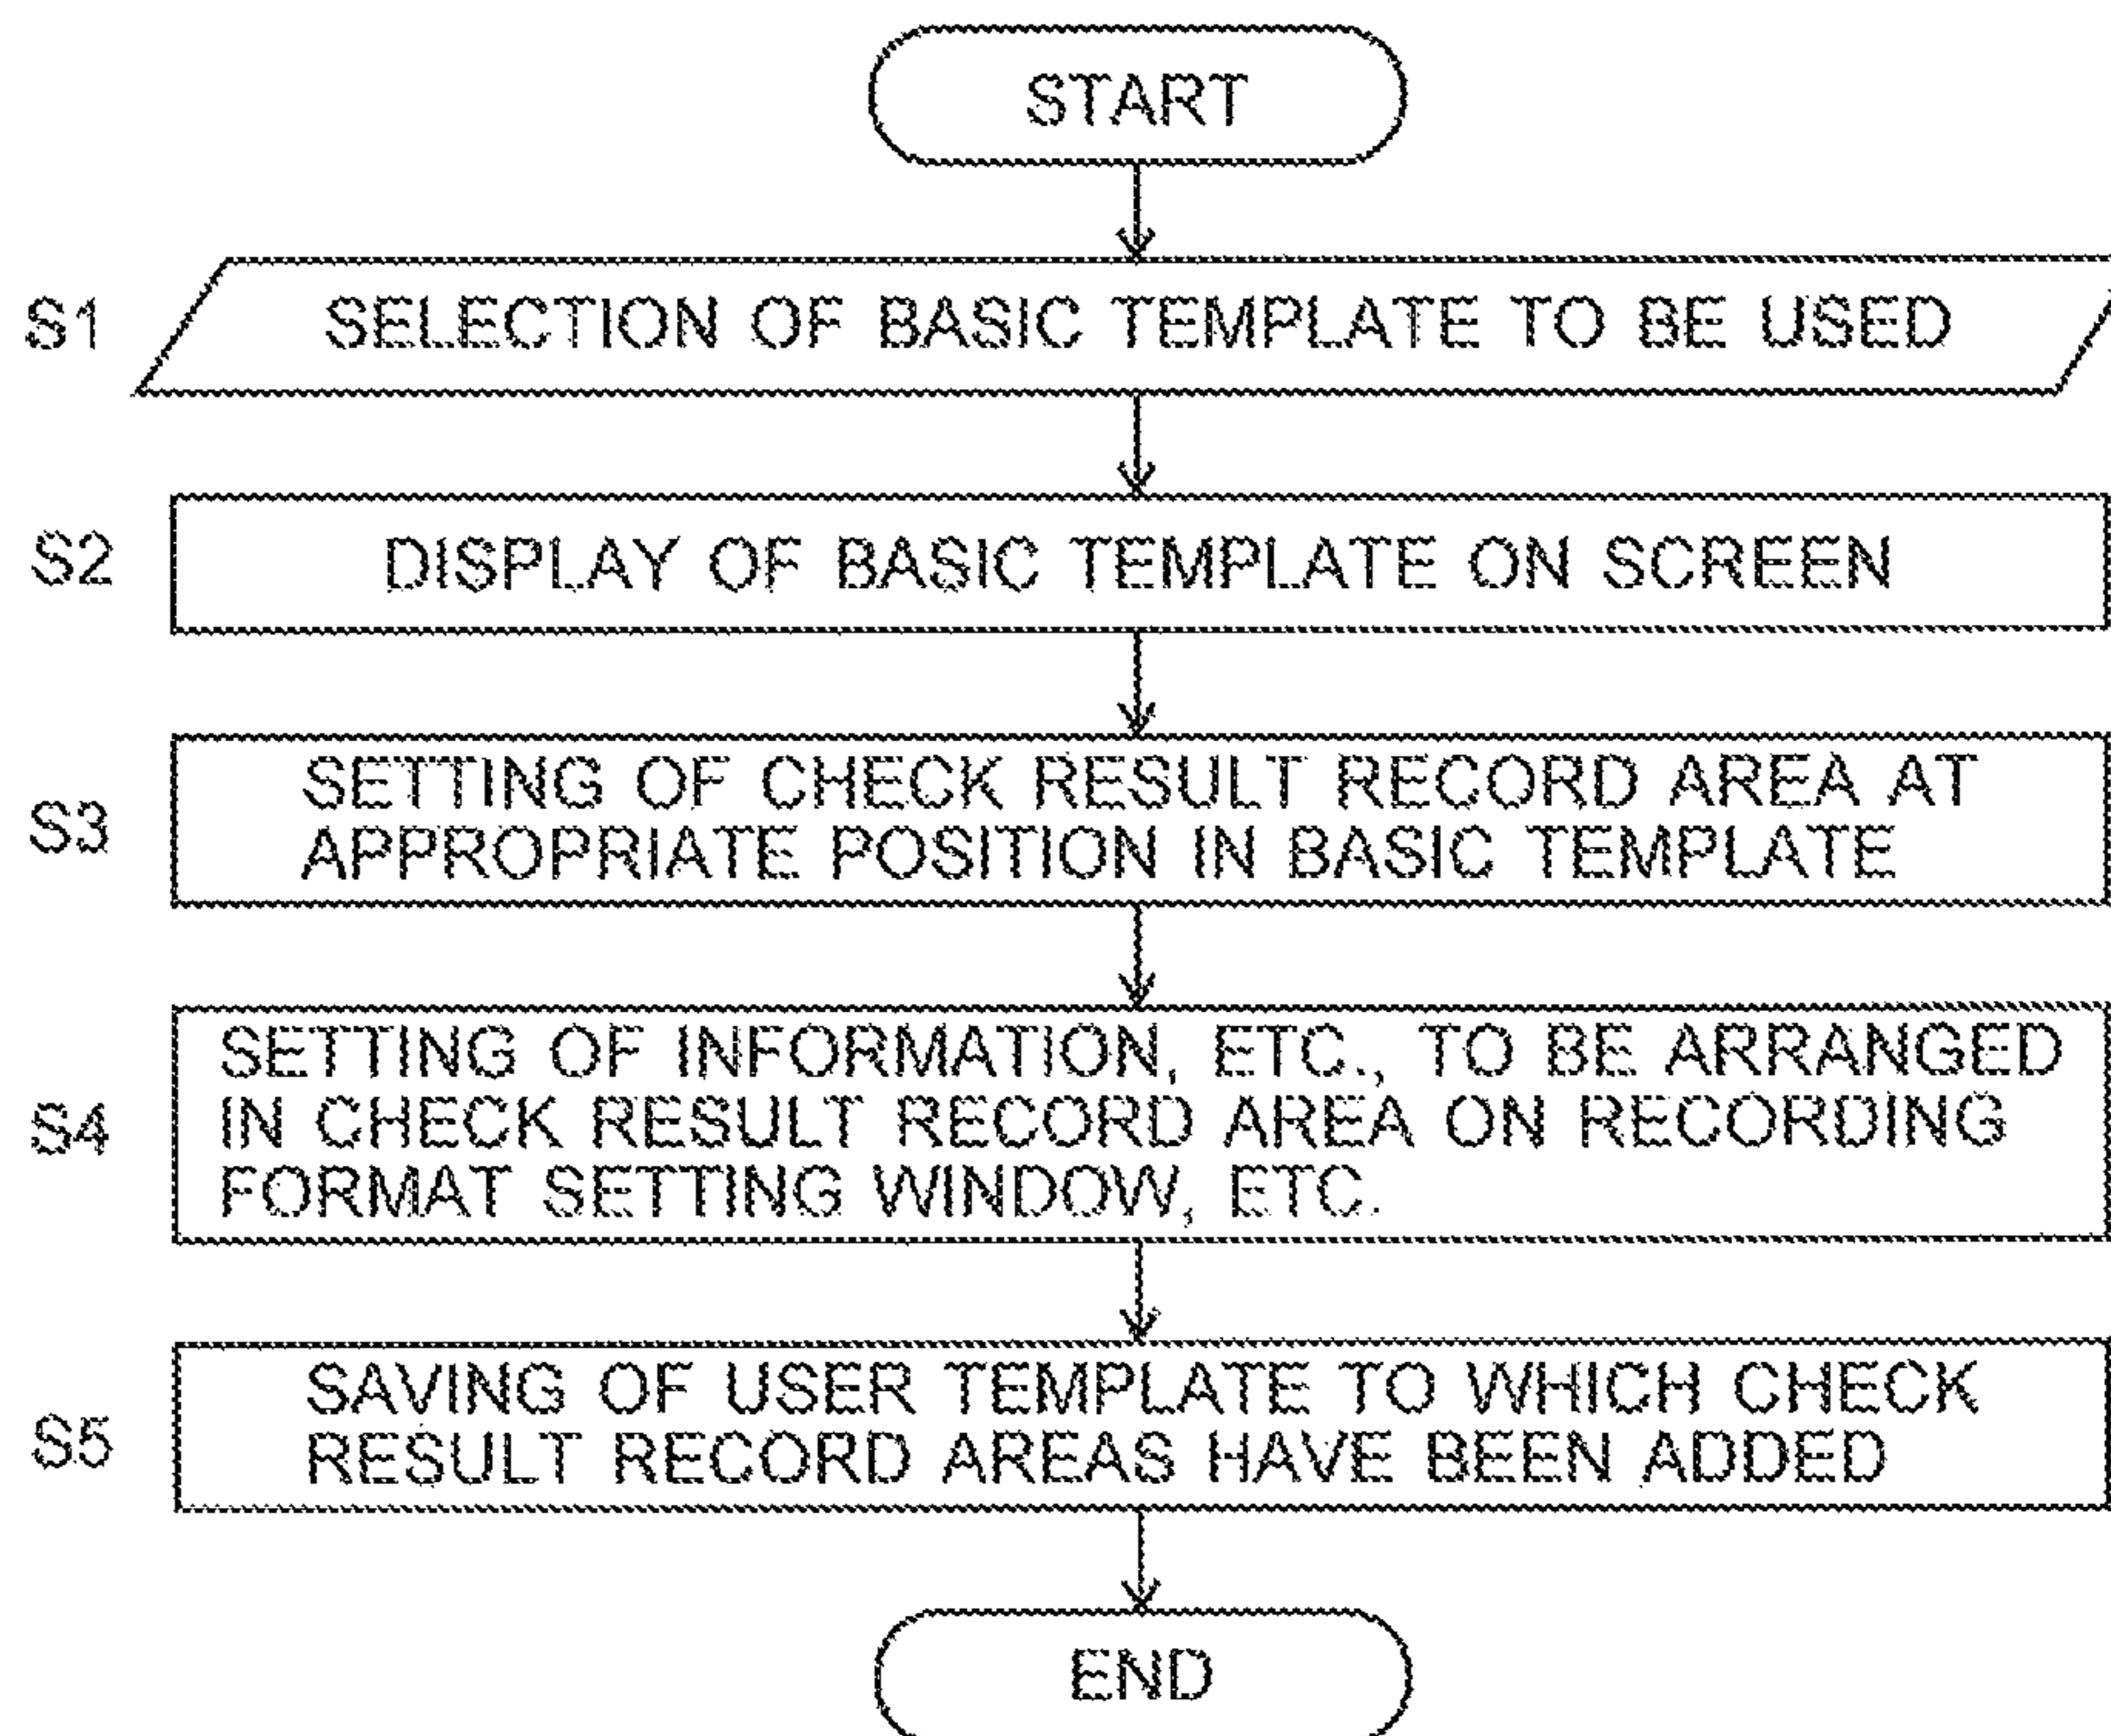 START
S1 SELECTION OF BASIC TEMPLATE TO BE USED
S2 DISPLAY OF BASIC TEMPLATE ON SCREEN
S3 SETTING OF CHECK RESULT RECORD AREA AT
APPROPRIATE POSITION IN BASIC TEMPLATE
S4 SETTING OF INFORMATION, ETC., TO BE ARRANGED
IN CHECK RESULT RECORD AREA ON RECORDING
FORMAT SETTING WINDOW, ETC.
S5 SAVING OF USER TEMPLATE TO WHICH CHECK
RESULT RECORD AREAS HAVE BEEN ADDED
END